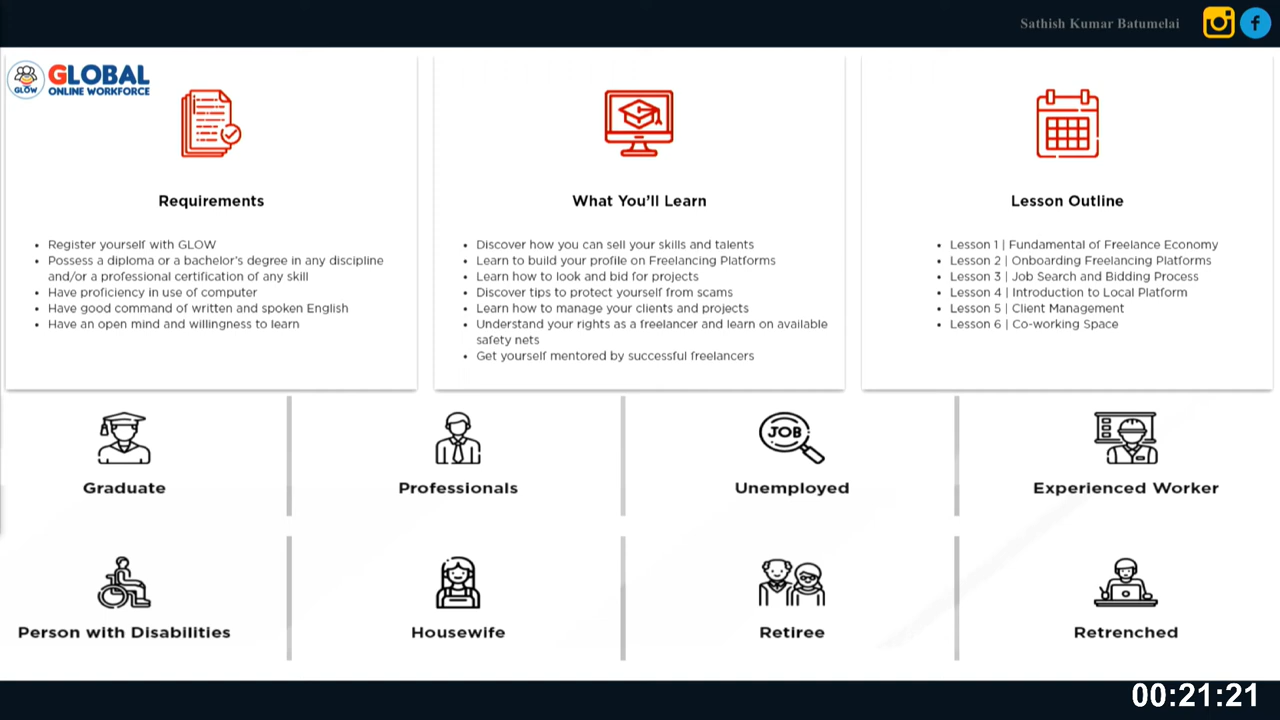 Sathish Kumar Batumelai
GLOW
GLOBAL
ONLINE WORKFORCE
Requirements
• Register yourself with GLOW
• Possess a diploma or a bachelor's degree in any discipline
and/or a professional certification of any skill
• Have proficiency in use of computer
• Have good command of written and spoken English
• Have an open mind and willingness to learn
What You'll Learn
• Discover how you can sell your skills and talents
• Learn to build your profile on Freelancing Platforms
• Learn how to look and bid for projects
• Discover tips to protect yourself from scams
• Learn how to manage your clients and projects
• Understand your rights as a freelancer and learn on available
safety nets
• Get yourself mentored by successful freelancers
Lesson Outline
• Lesson 1 | Fundamental of Freelance Economy
• Lesson 2 | Onboarding Freelancing Platforms
• Lesson 3 | Job Search and Bidding Process
• Lesson 4 | Introduction to Local Platform
• Lesson 5 | Client Management
• Lesson 6 | Co-working Space
Graduate
Professionals
JOB
Unemployed
Experienced Worker
Person with Disabilities
Housewife
Retiree
Retrenched
00:21:21